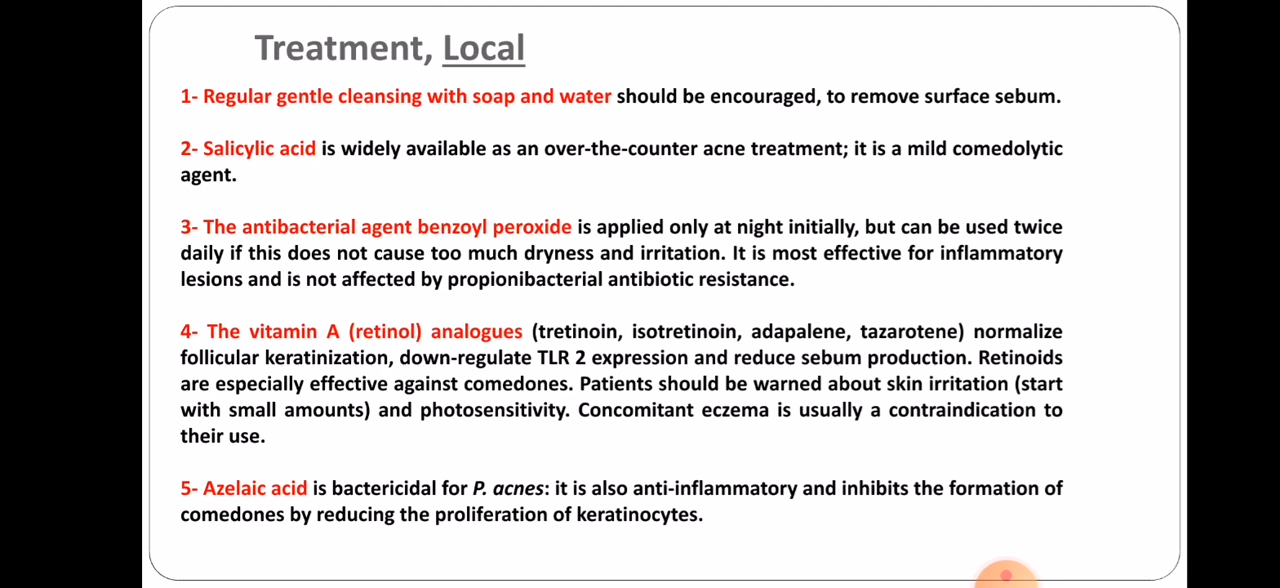 Treatment, Local
1- Regular gentle cleansing with soap and water should be encouraged, to remove surface sebum.
2- Salicylic acid is widely available as an over-the-counter acne treatment; it is a mild comedolytic
agent.
3- The antibacterial agent benzoyl peroxide is applied only at night initially, but can be used twice
daily if this does not cause too much dryness and irritation. It is most effective for inflammatory
lesions and is not affected by propionibacterial antibiotic resistance.
4- The vitamin A (retinol) analogues (tretinoin, isotretinoin, adapalene, tazarotene) normalize
follicular keratinization, down-regulate TLR 2 expression and reduce sebum production. Retinoids
are especially effective against comedones. Patients should be warned about skin irritation (start
with small amounts) and photosensitivity. Concomitant eczema is usually a contraindication to
their use.
5- Azelaic acid is bactericidal for P. acnes: it is also anti-inflammatory and inhibits the formation of
comedones by reducing the proliferation of keratinocytes.